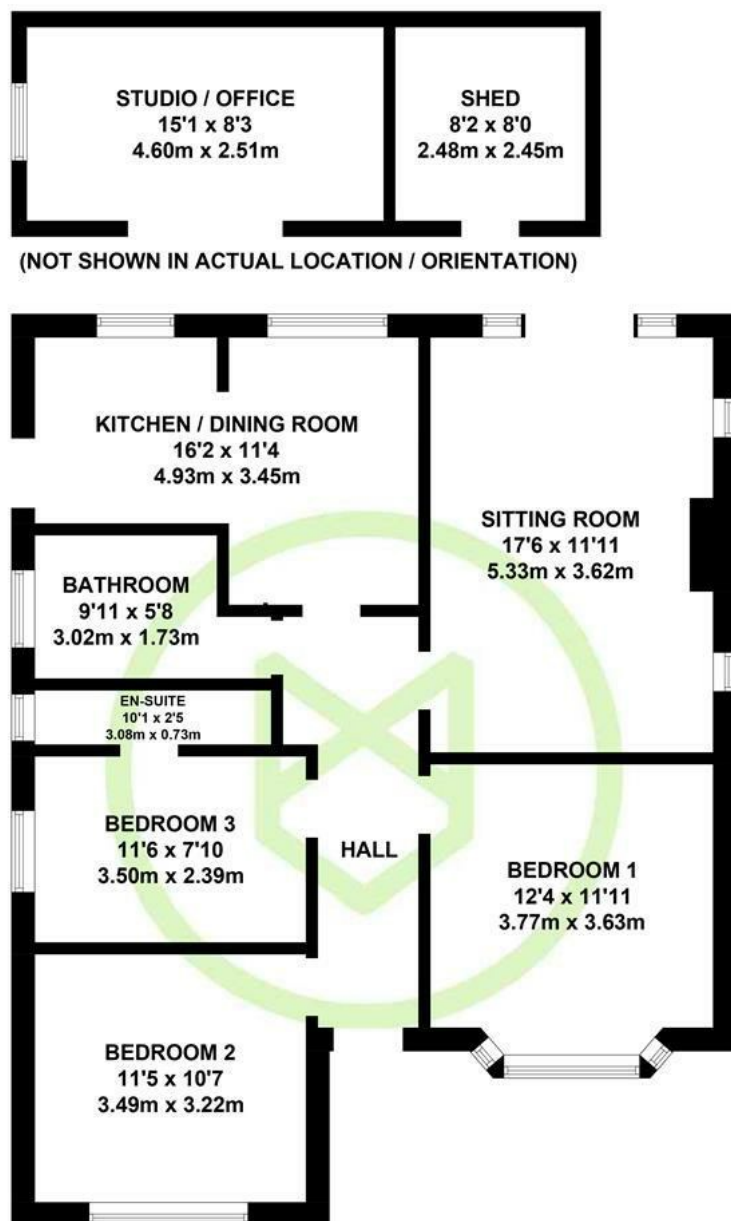 STUDIO / OFFICE
15'1 x 8'3
4.60m x 2.51m
SHED
8'2 x 8'0
2.48m x 2.45m
(NOT SHOWN IN ACTUAL LOCATION / ORIENTATION)
KITCHEN / DINING ROOM
16'2 x 11'4
4.93m x 3.45m
SITTING ROOM
17'6 x 11'11
5.33m x 3.62m
BATHROOM
9'11 x 5'8
3.02m x 1.73m
EN-SUITE
10'1 x 2'5
3.08m x 0.73m
BEDROOM 3
11'6 x 7'10
3.50m x 2.39m
HALL
BEDROOM 1
12'4 x 11'11
3.77m x 3.63m
BEDROOM 2
11'5 x 10'7
3.49m x 3.22m